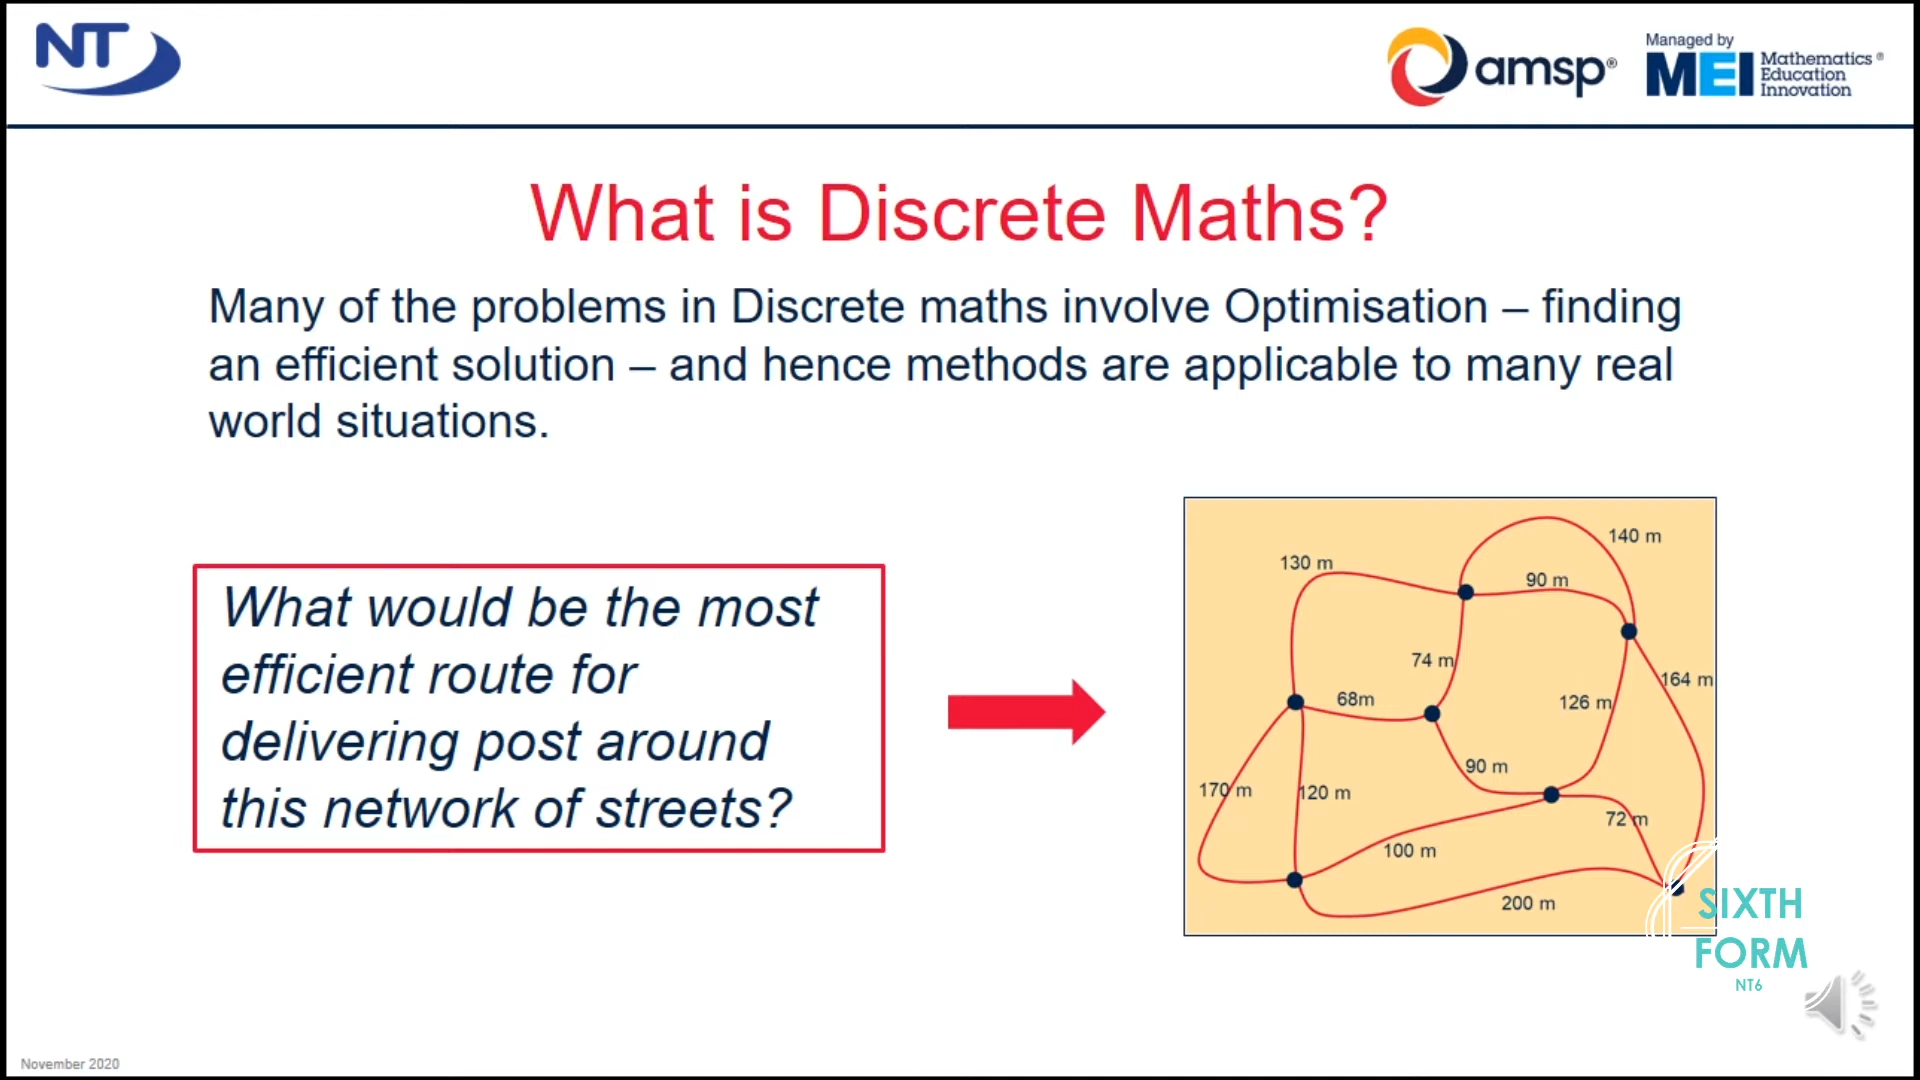 NT
amsp®
Managed by
MEI Mathematics ®
Education
Innovation
What is Discrete Maths?
Many of the problems in Discrete maths involve Optimisation – finding
an efficient solution – and hence methods are applicable to many real
world situations.
What would be the most
efficient route for
delivering post around
this network of streets?
140 m
130 m
90 m
74 m
164 m
68m
126 m
90 m
170 m
120 m
72 m
100 m
200 m
SIXTH
FORM
NT6
November 2020